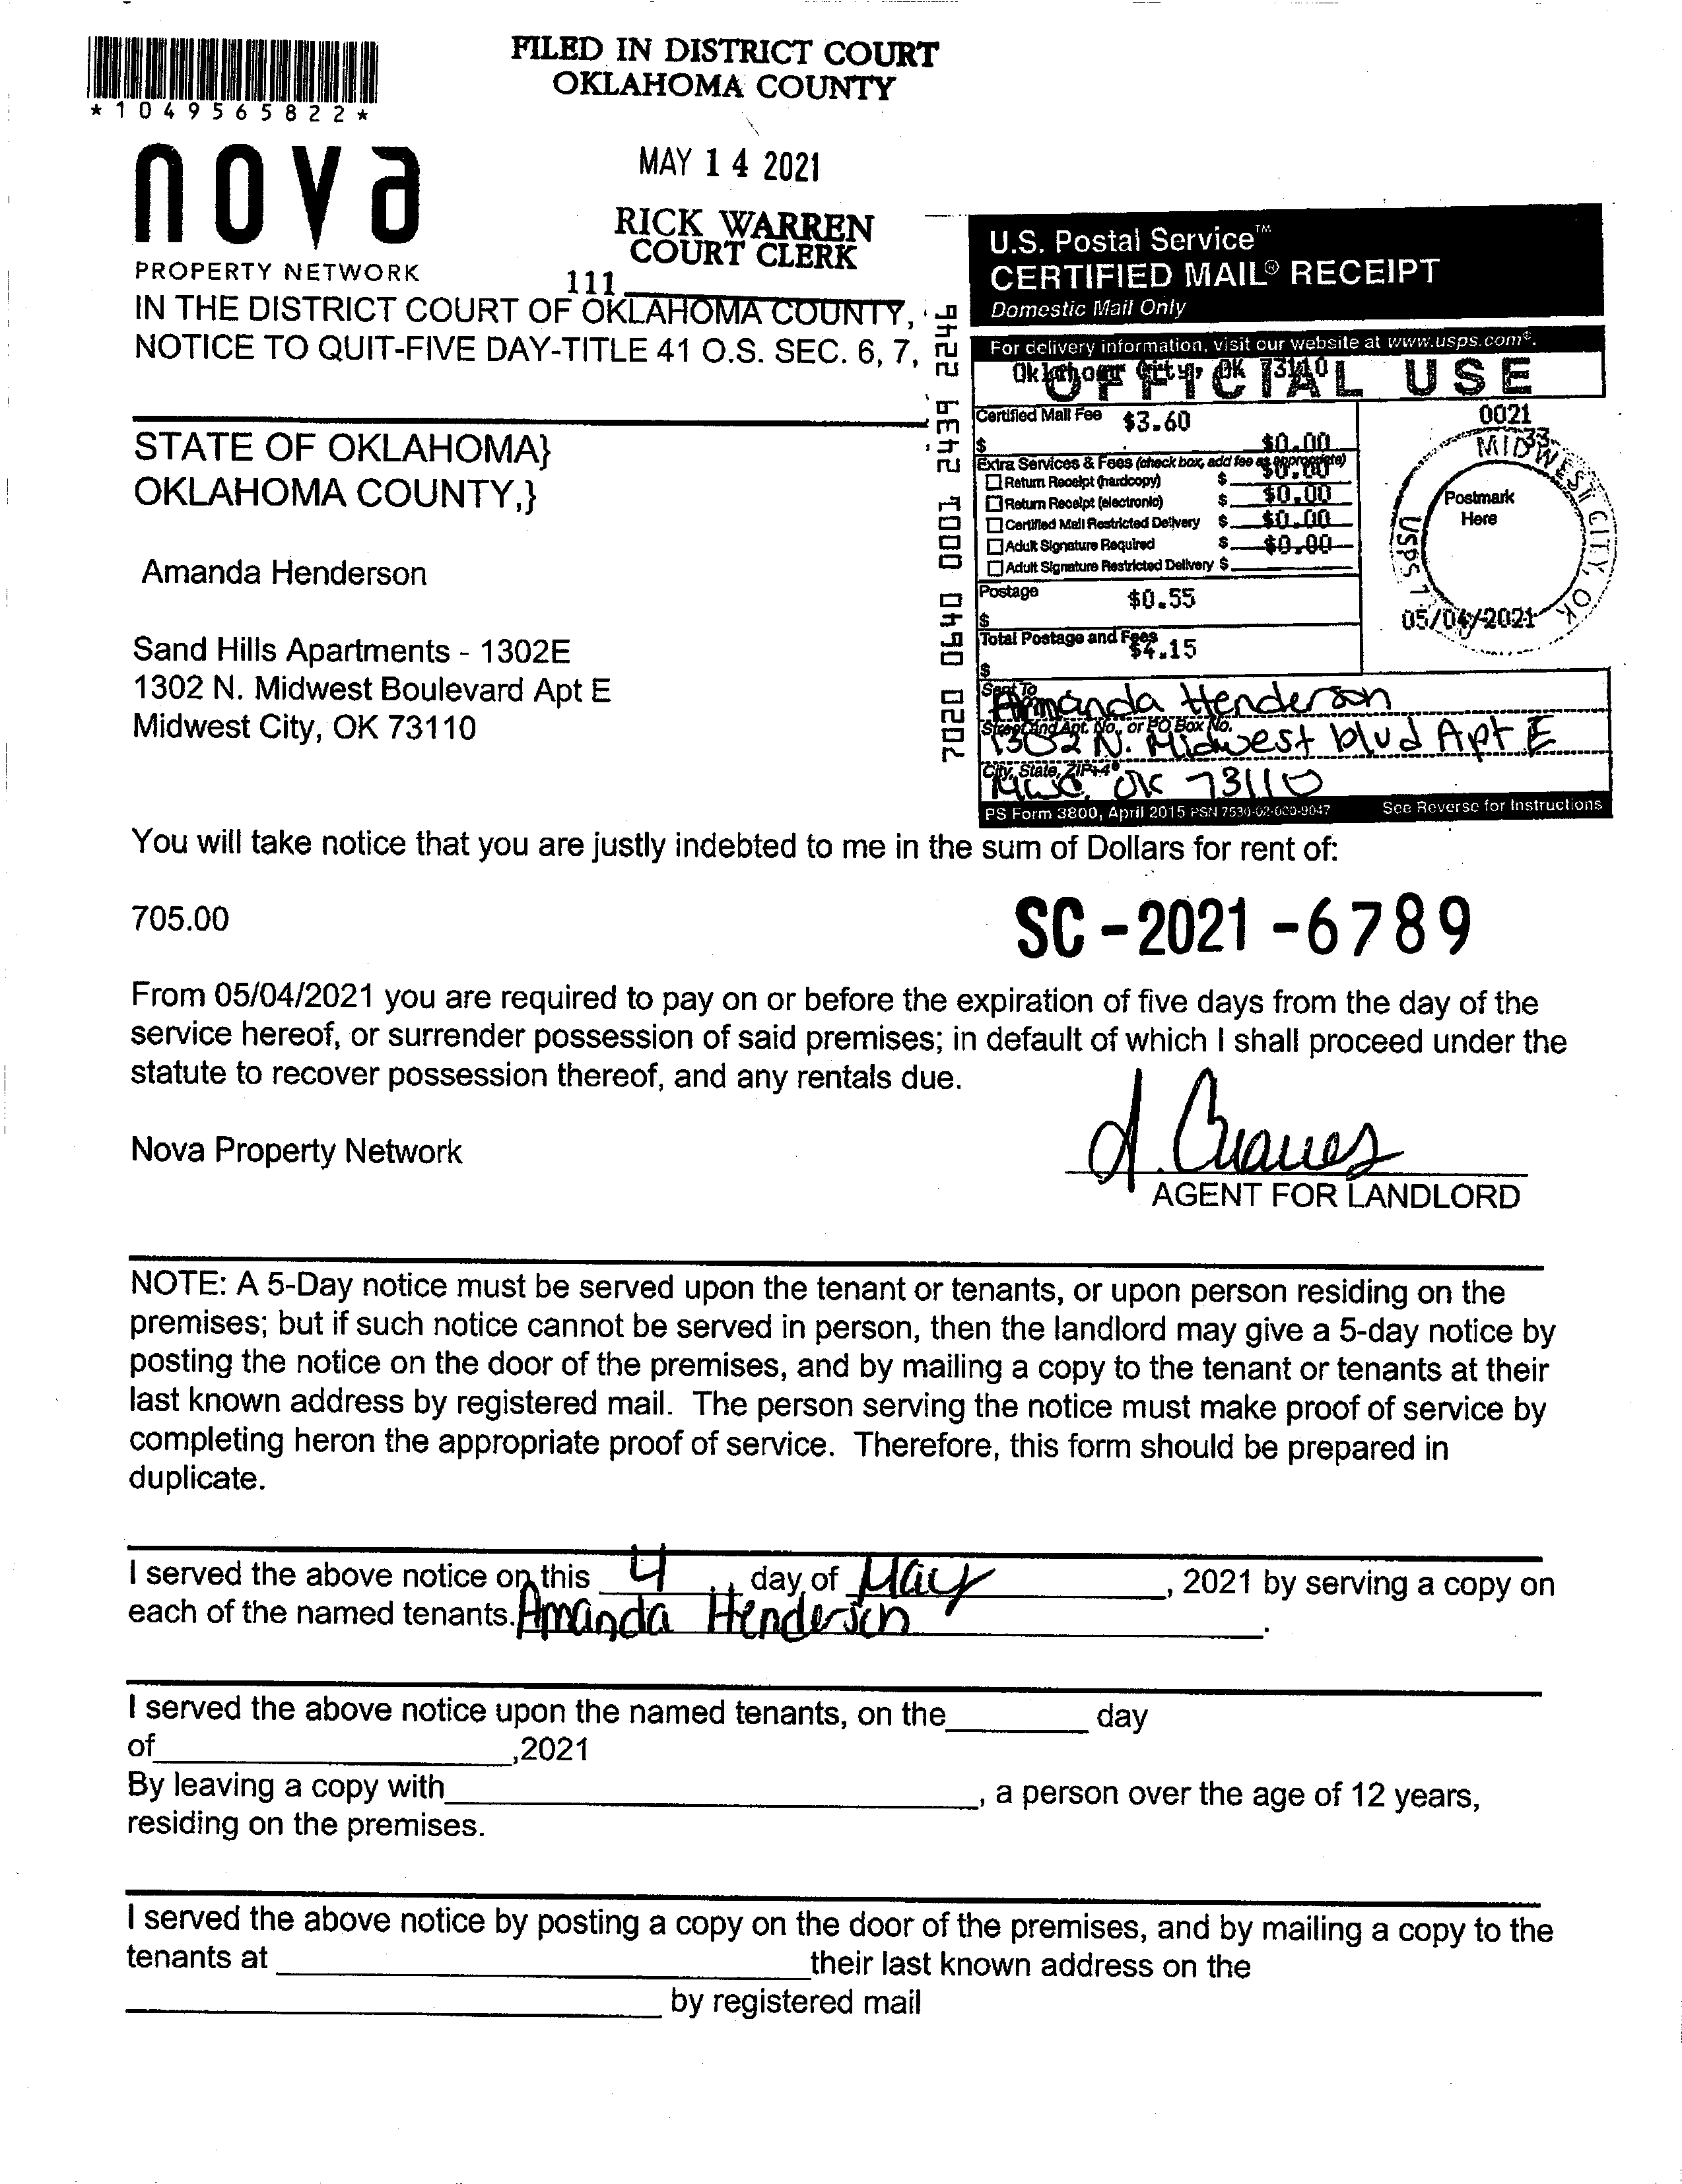 *1049565822*
FILED IN DISTRICT COURT
OKLAHOMA COUNTY
MAY 14 2021
RICK WARREN
COURT CLERK
111
nova
PROPERTY NETWORK
IN THE DISTRICT COURT OF OKLAHOMA COUNTY,
NOTICE TO QUIT-FIVE DAY-TITLE 41 O.S. SEC. 6, 7,
STATE OF OKLAHOMA}
OKLAHOMA COUNTY,}
Amanda Henderson
Sand Hills Apartments - 1302E
1302 N. Midwest Boulevard Apt E
Midwest City, OK 73110
7020 0640 0001 2439 2246
U.S. Postal Service™
CERTIFIED MAIL® RECEIPT
Domestic Mail Only
For delivery information, visit our website at www.usps.com®.
Oklahoma City, OK 73110
OFFICIAL USE
Certified Mail Fee $3.60
$ $0.00
Extra Services & Fees (check box, add fee as appropriate)
$0.00
Return Receipt (hardcopy) $
Return Receipt (electronic) $ $0.00
Certified Mail Restricted Delivery $ $0.00
Adult Signature Required $ $0.00
Adult Signature Restricted Delivery $
Postage $0.55
$
Total Postage and Fees $4.15
$
0021
33
MIDWEST CITY, OK
USPS
Postmark
Here
05/04/2021
Sent To
Amanda Henderson
Street and Apt. No., or PO Box No.
1302 N. Midwest blvd Apt E
City, State, ZIP+4®
MWC, OK 73110
PS Form 3800, April 2015 PSN 7530-02-000-9047 See Reverse for Instructions
You will take notice that you are justly indebted to me in the sum of Dollars for rent of:
705.00
SC-2021-6789
From 05/04/2021 you are required to pay on or before the expiration of five days from the day of the
service hereof, or surrender possession of said premises; in default of which I shall proceed under the
statute to recover possession thereof, and any rentals due.
Nova Property Network
AGENT FOR LANDLORD
NOTE: A 5-Day notice must be served upon the tenant or tenants, or upon person residing on the
premises; but if such notice cannot be served in person, then the landlord may give a 5-day notice by
posting the notice on the door of the premises, and by mailing a copy to the tenant or tenants at their
last known address by registered mail. The person serving the notice must make proof of service by
completing heron the appropriate proof of service. Therefore, this form should be prepared in
duplicate.
I served the above notice on this 4 day of May, 2021 by serving a copy on
each of the named tenants. Amanda Henderson.
I served the above notice upon the named tenants, on the ________ day
of ________,2021
By leaving a copy with ________, a person over the age of 12 years,
residing on the premises.
I served the above notice by posting a copy on the door of the premises, and by mailing a copy to the
tenants at ________ their last known address on the
________ by registered mail